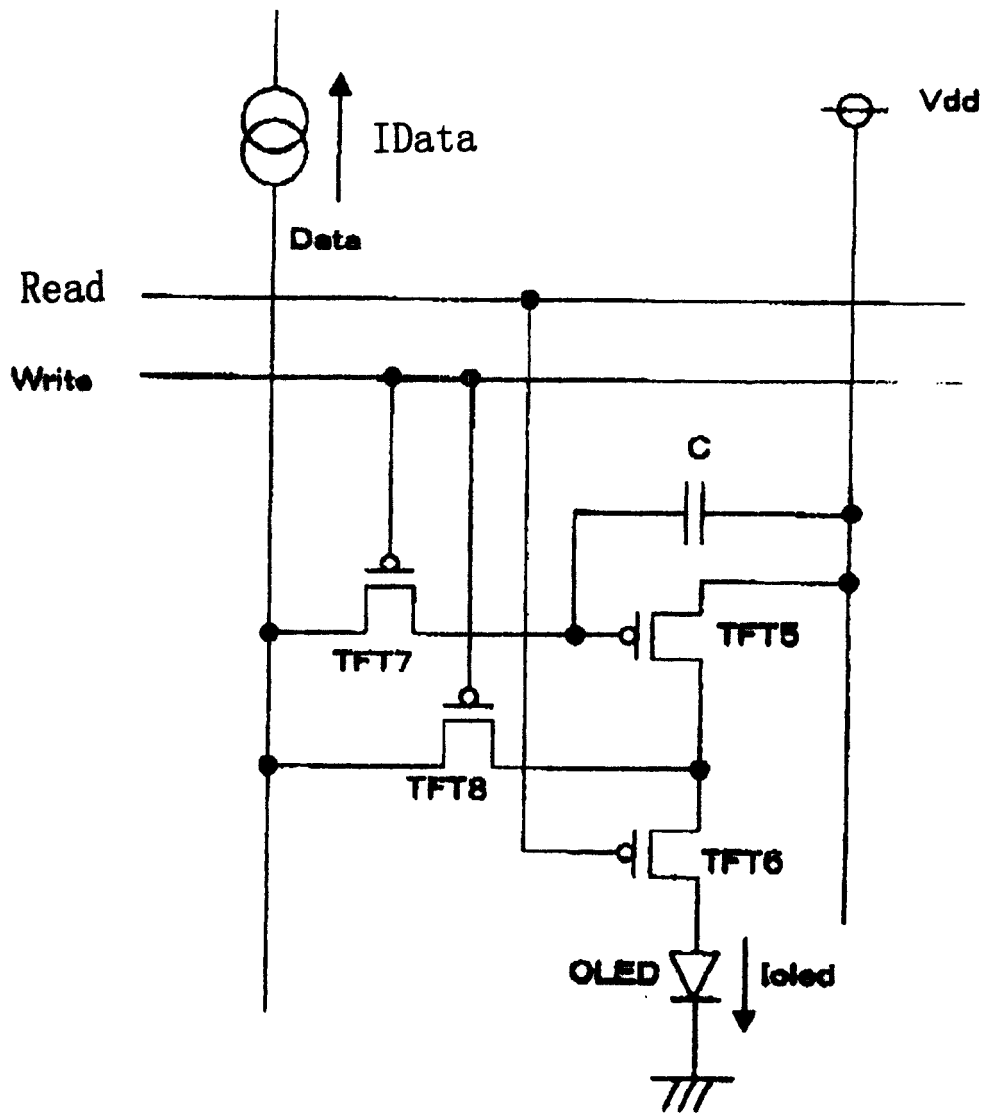 Vdd
IData
Data
Read
Write
C
TFT5
TFT7
TFT8
TFT6
OLED
Ioled